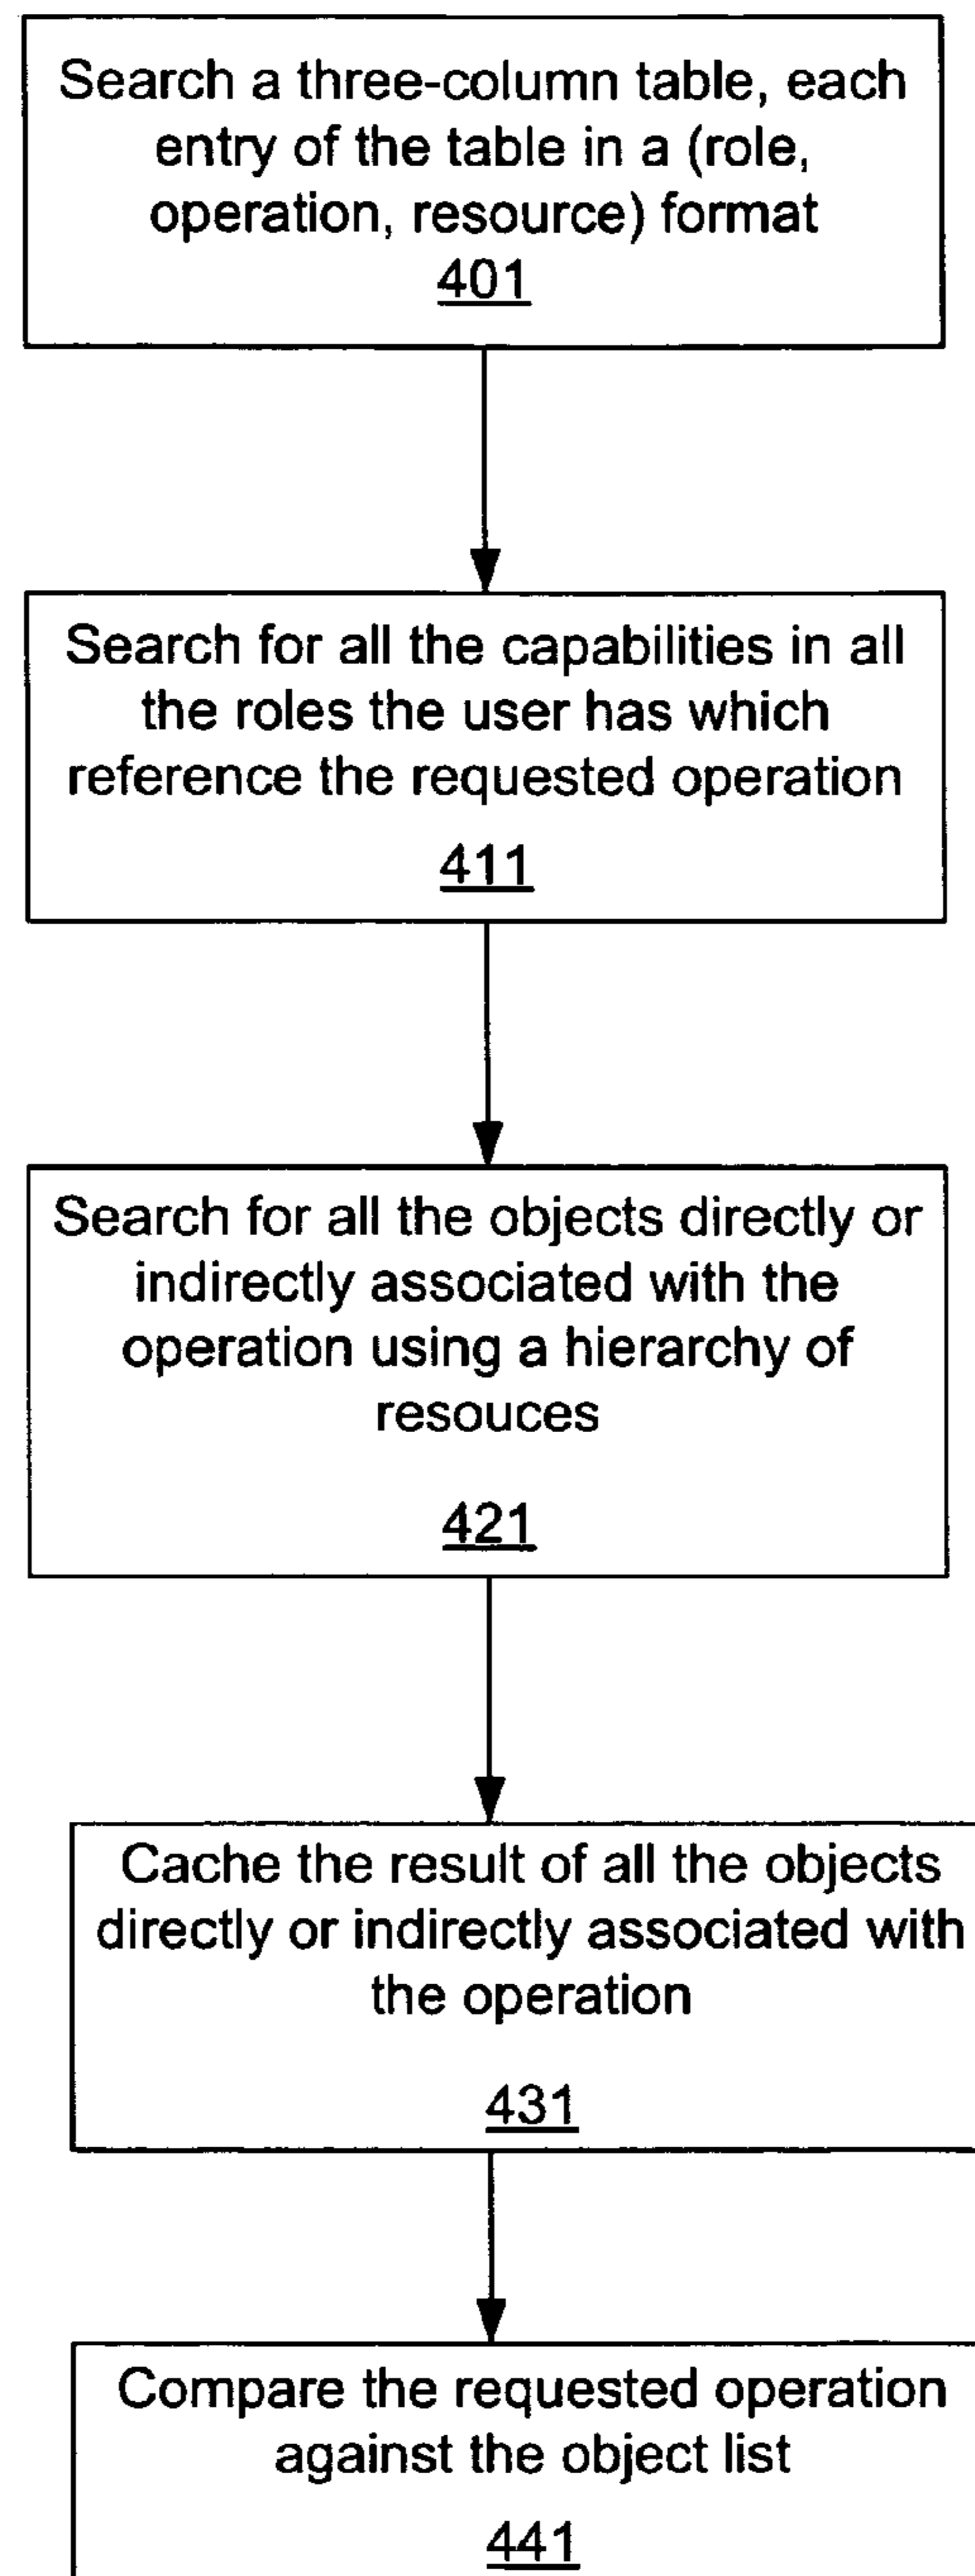 Search a three-column table, each
entry of the table in a (role,
operation, resource) format
401
Search for all the capabilities in all
the roles the user has which
reference the requested operation
411
Search for all the objects directly or
indirectly associated with the
operation using a hierarchy of
resouces
421
Cache the result of all the objects
directly or indirectly associated with
the operation
431
Compare the requested operation
against the object list
441